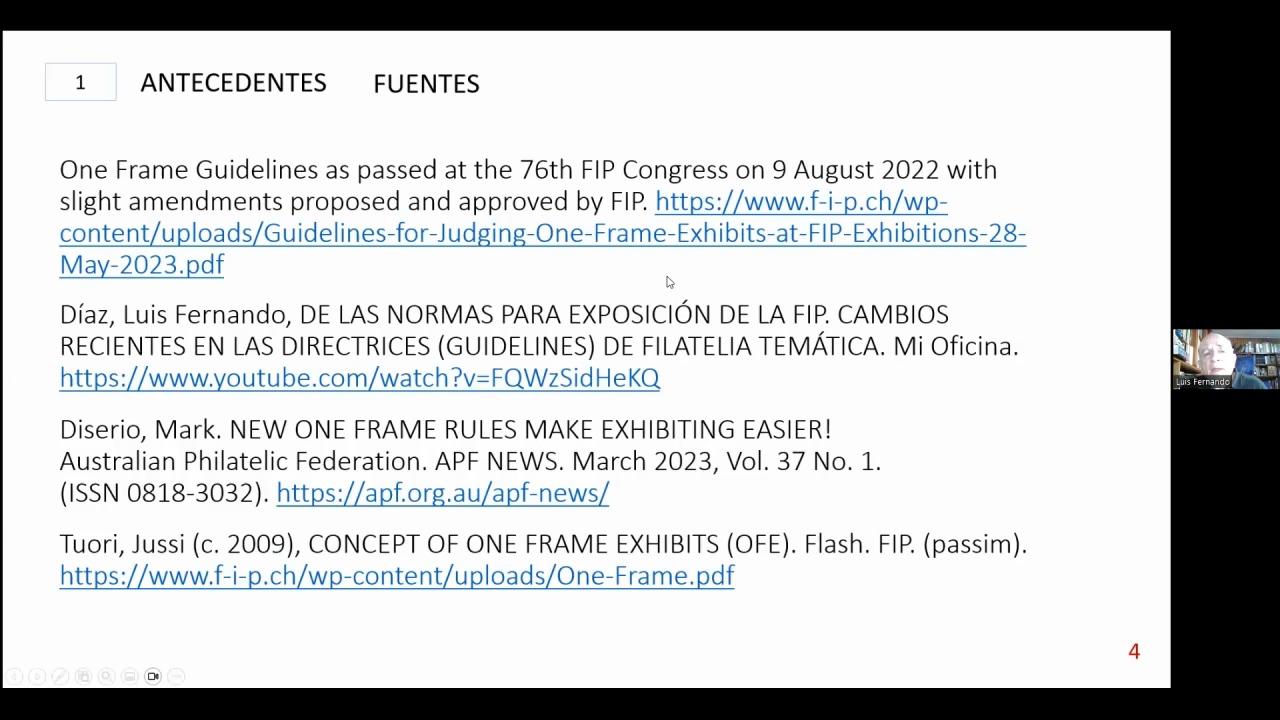 1 ANTECEDENTES FUENTES
One Frame Guidelines as passed at the 76th FIP Congress on 9 August 2022 with
slight amendments proposed and approved by FIP. https://www.f-i-p.ch/wp-
content/uploads/Guidelines-for-Judging-One-Frame-Exhibits-at-FIP-Exhibitions-28-
May-2023.pdf
Díaz, Luis Fernando, DE LAS NORMAS PARA EXPOSICIÓN DE LA FIP. CAMBIOS
RECIENTES EN LAS DIRECTRICES (GUIDELINES) DE FILATELIA TEMÁTICA. Mi Oficina.
https://www.youtube.com/watch?v=FQWzSidHeKQ
Diserio, Mark. NEW ONE FRAME RULES MAKE EXHIBITING EASIER!
Australian Philatelic Federation. APF NEWS. March 2023, Vol. 37 No. 1.
(ISSN 0818-3032). https://apf.org.au/apf-news/
Tuori, Jussi (c. 2009), CONCEPT OF ONE FRAME EXHIBITS (OFE). Flash. FIP. (passim).
https://www.f-i-p.ch/wp-content/uploads/One-Frame.pdf
4
Luis Fernando